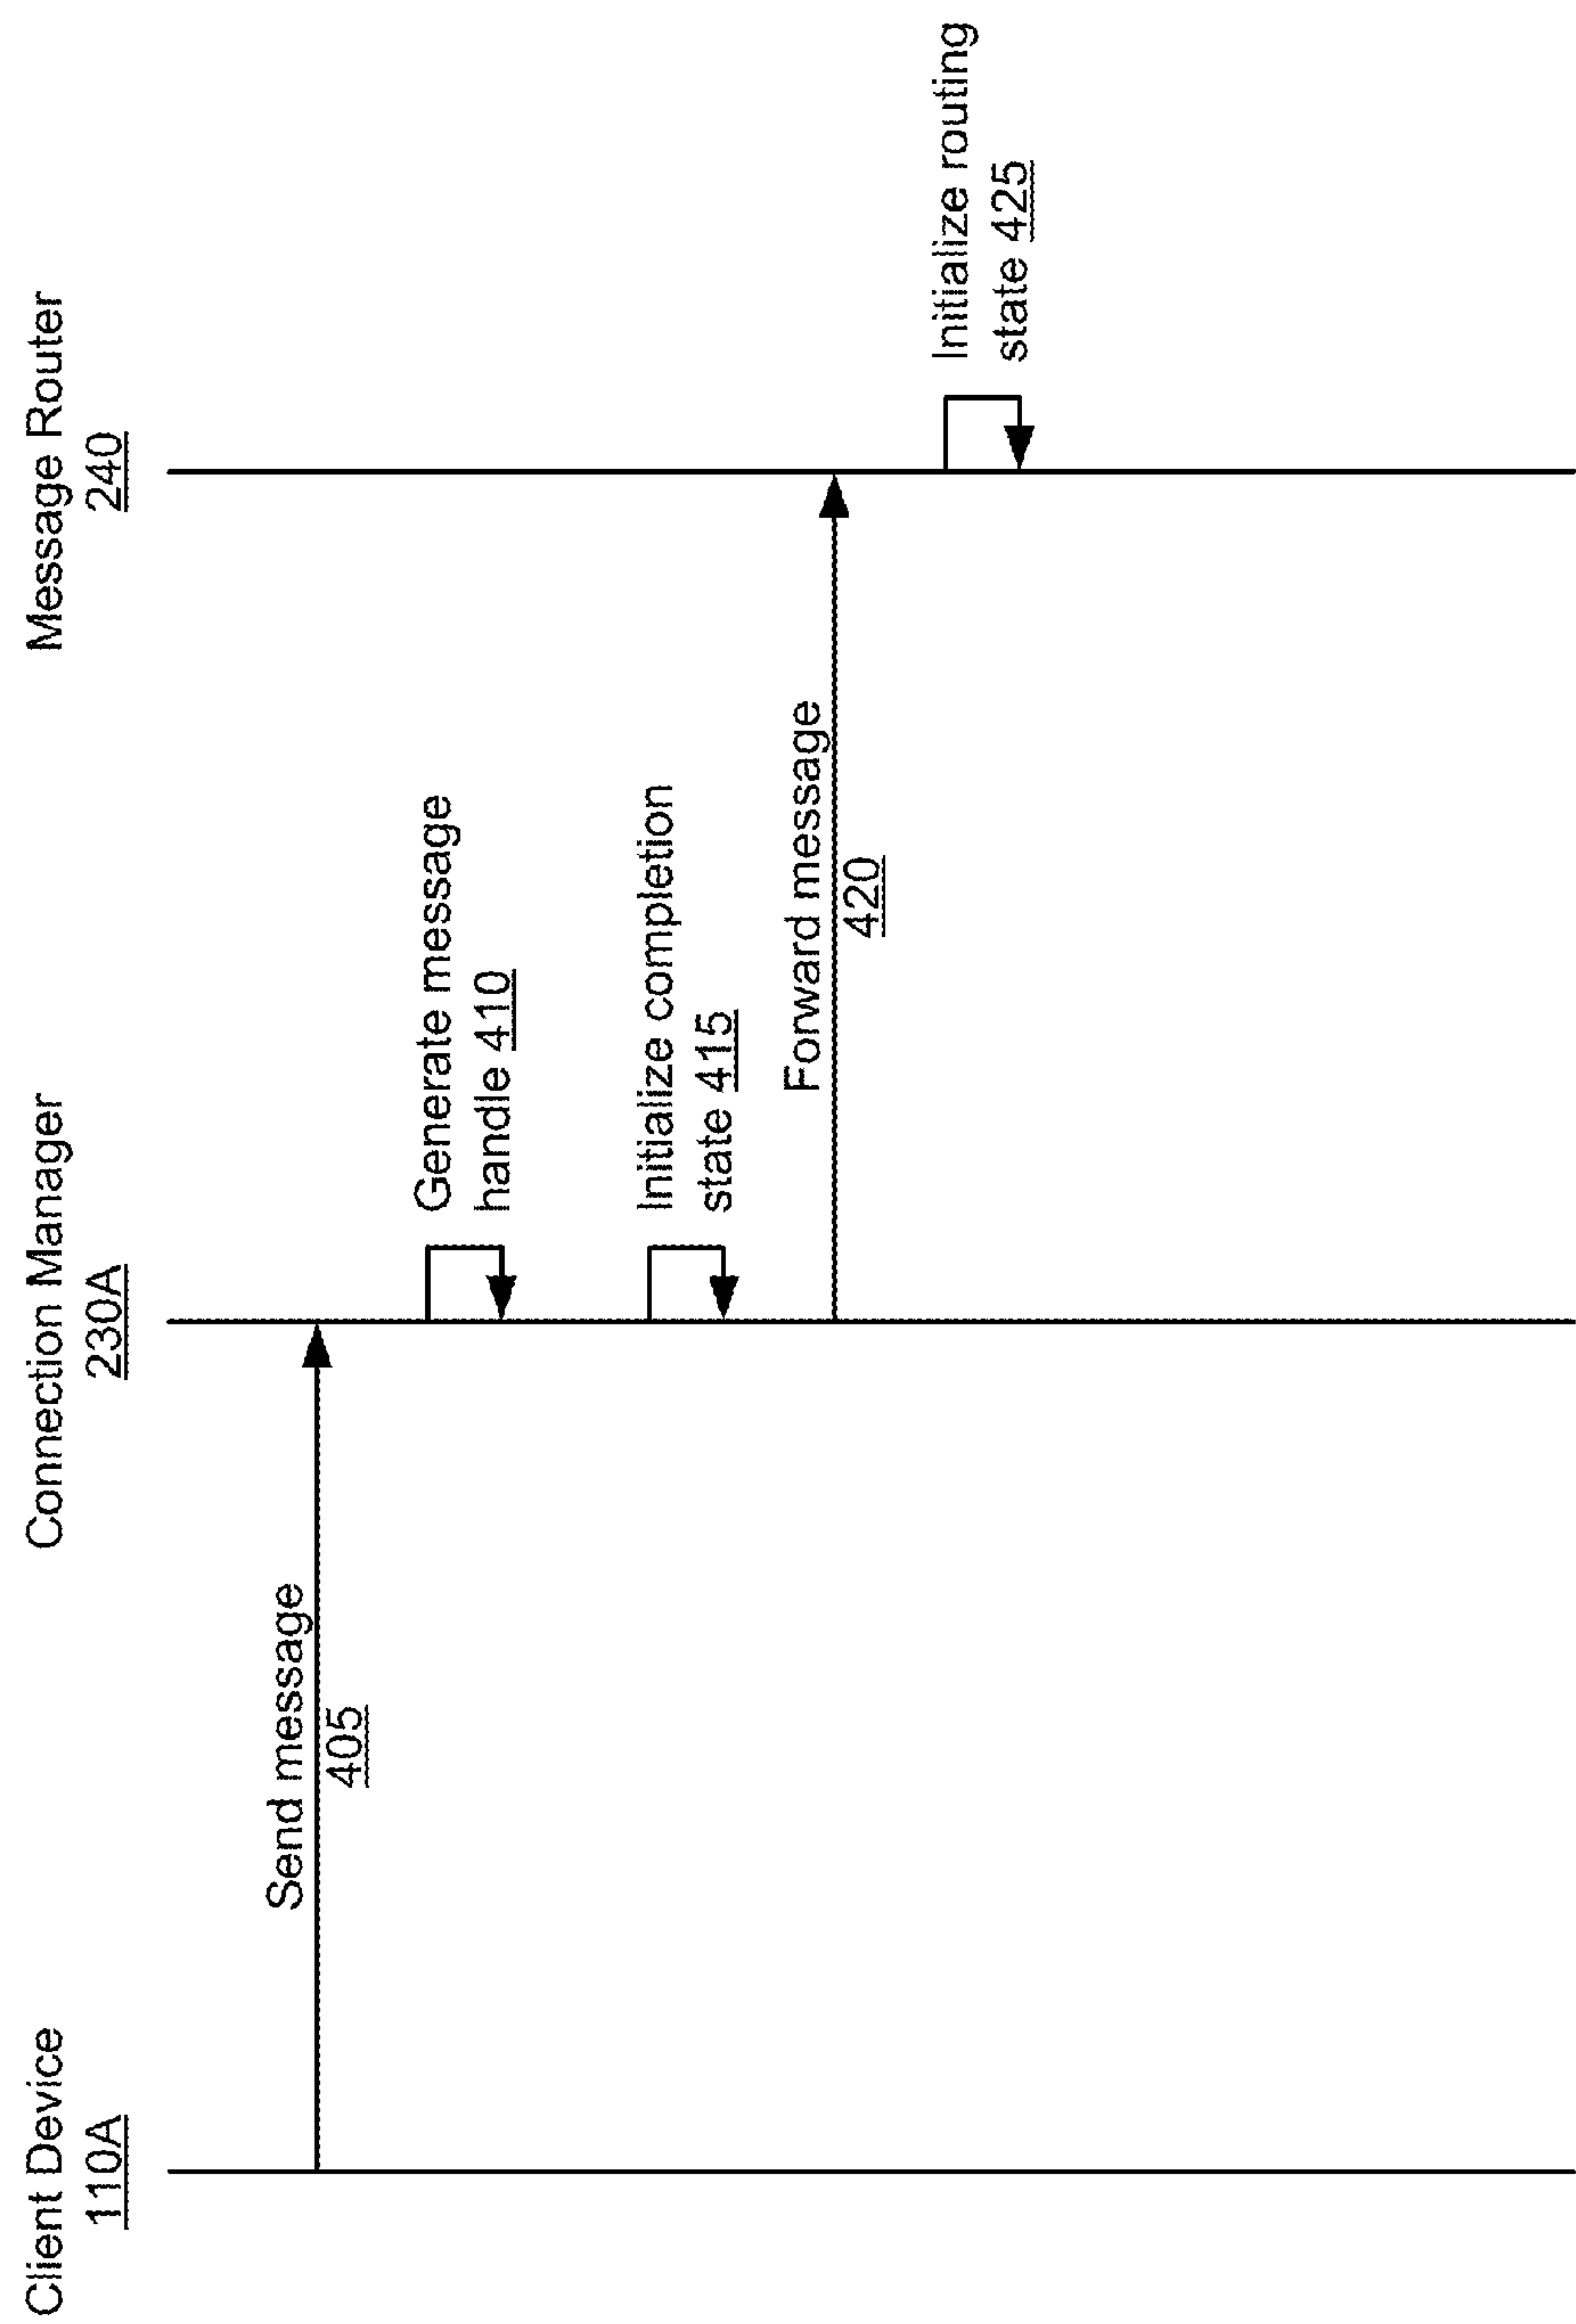 Client Device
110A
Connection Manager
230A
Message Router
240
Send message
405
Generate message
handle 410
Initialize completion
state 415
Forward message
420
Initialize routing
state 425